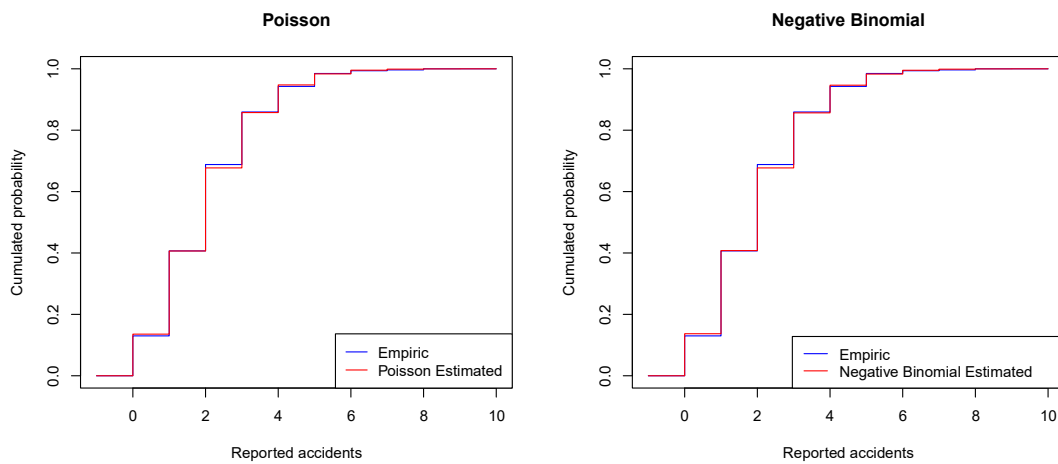 Poisson
Cumulated probability
0.0 0.2 0.4 0.6 0.8 1.0
Empiric
Poisson Estimated
0 2 4 6 8 10
Reported accidents
Negative Binomial
Cumulated probability
0.0 0.2 0.4 0.6 0.8 1.0
Empiric
Negative Binomial Estimated
0 2 4 6 8 10
Reported accidents